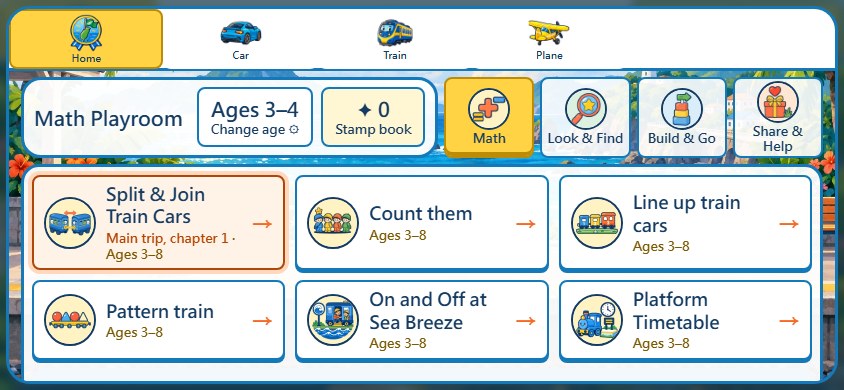 Home
Car
Train
Plane
Math Playroom
Ages 3–4
Change age ⚙
✦ 0
Stamp book
Math
Look & Find
Build & Go
Share &
Help
Split & Join
Train Cars
Main trip, chapter 1 ·
Ages 3–8
→
Count them
Ages 3–8
→
Line up train
cars
Ages 3–8
→
Pattern train
Ages 3–8
→
On and Off at
Sea Breeze
Ages 3–8
→
Platform
Timetable
Ages 3–8
→